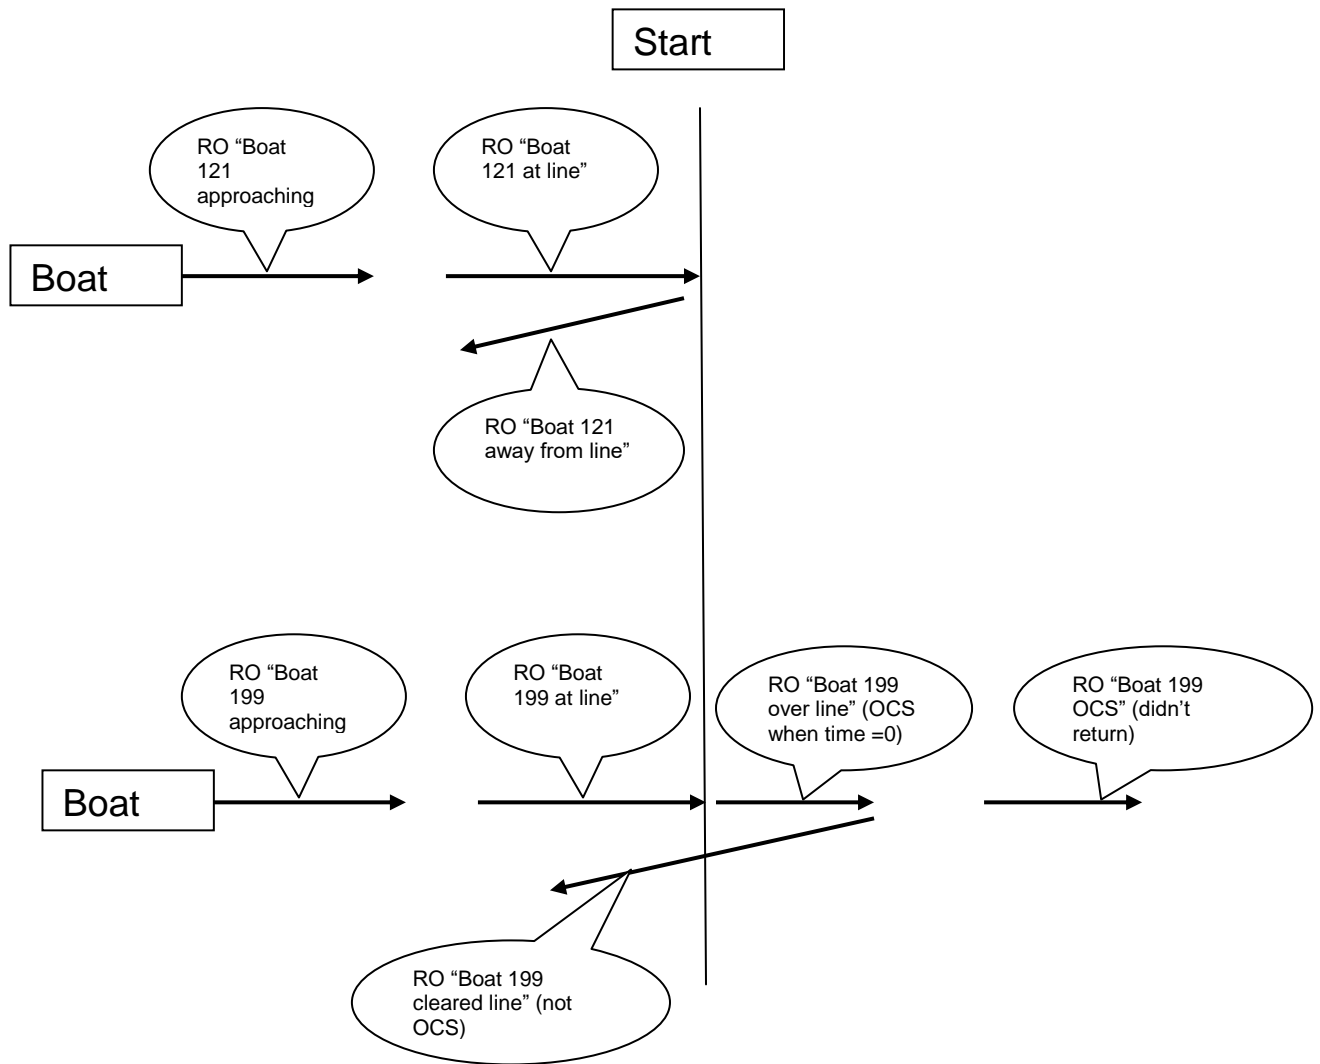 Start
RO “Boat
121
approaching
RO “Boat
121 at line”
Boat
RO “Boat 121
away from line”
RO “Boat
199
approaching
RO “Boat
199 at line”
RO “Boat 199
over line” (OCS
when time =0)
RO “Boat 199
OCS” (didn’t
return)
Boat
RO “Boat 199
cleared line” (not
OCS)